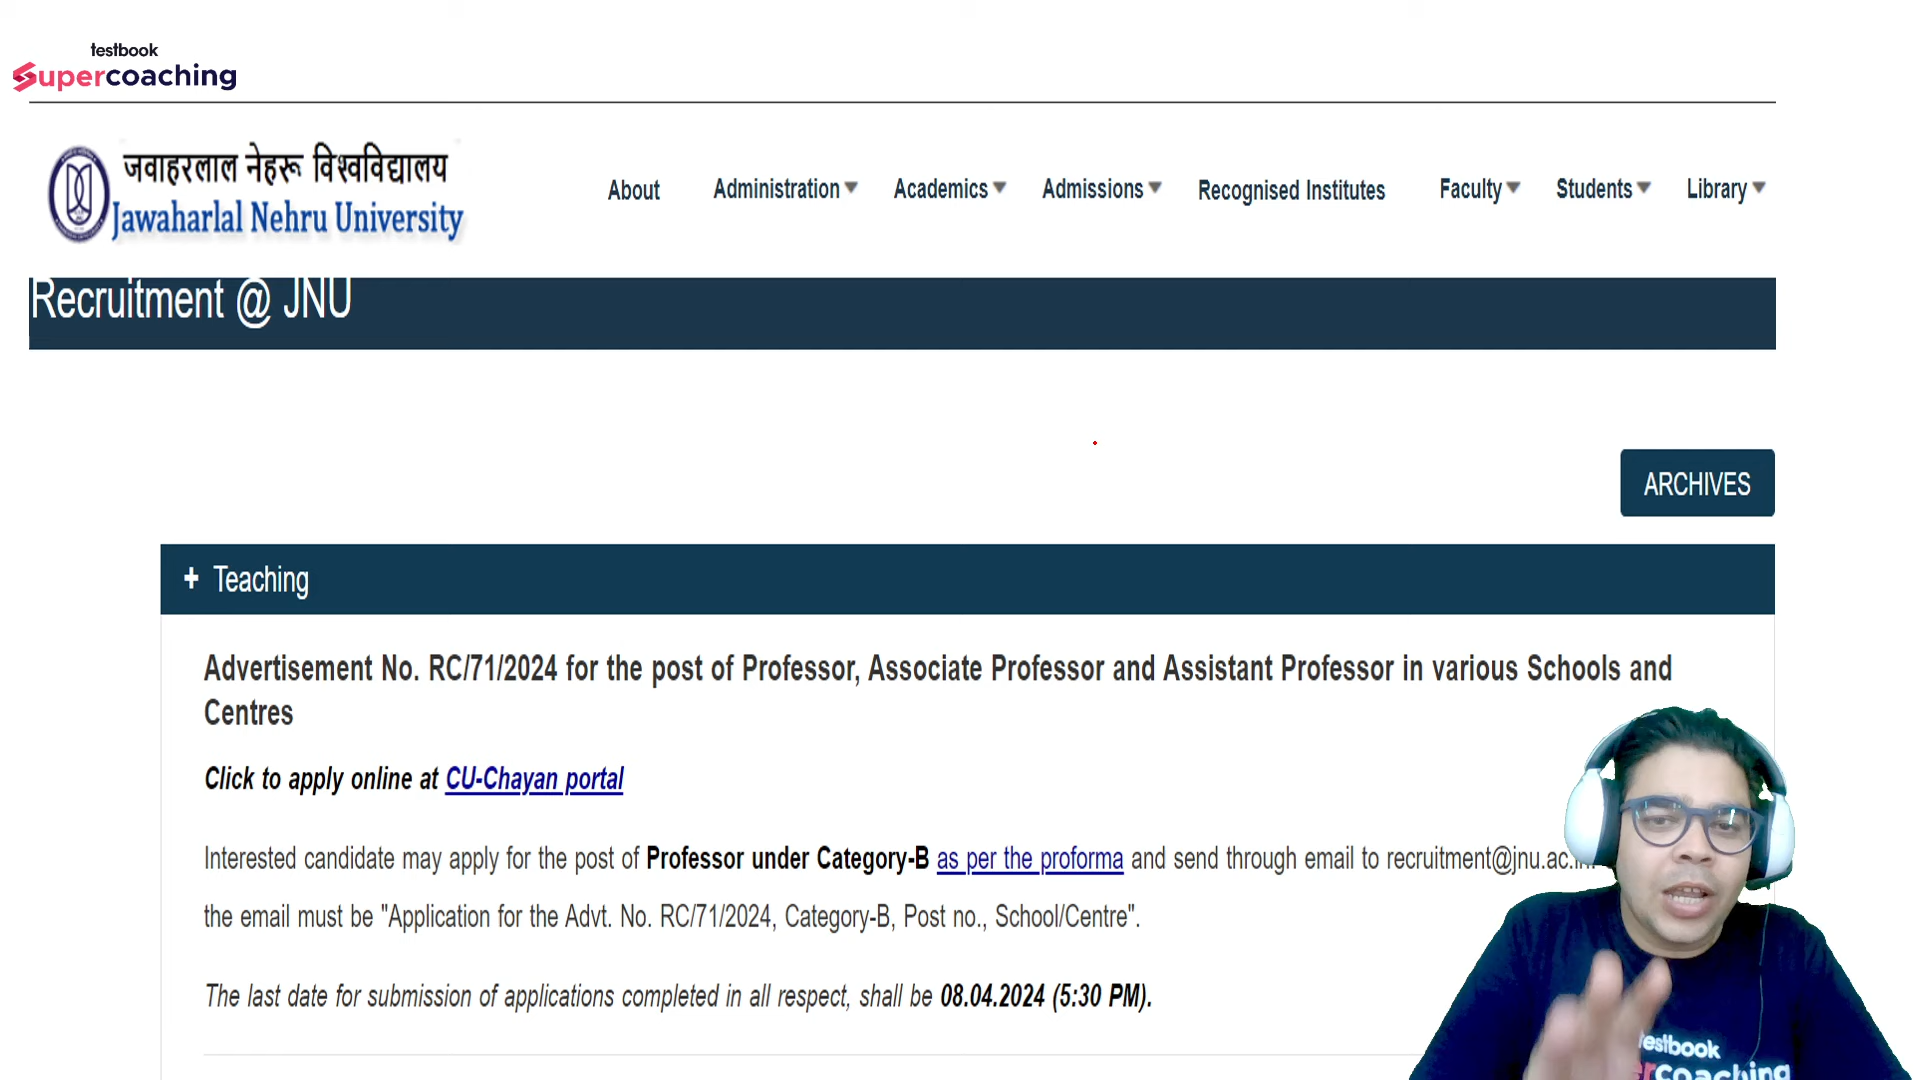 testbook
Supercoaching
जवाहरलाल नेहरू विश्वविद्यालय
Jawaharlal Nehru University
About Administration Academics Admissions Recognised Institutes Faculty Students Library
Recruitment @ JNU
ARCHIVES
+ Teaching
Advertisement No. RC/71/2024 for the post of Professor, Associate Professor and Assistant Professor in various Schools and
Centres
Click to apply online at CU-Chayan portal
Interested candidate may apply for the post of Professor under Category-B as per the proforma and send through email to recruitment@jnu.ac.in.
the email must be "Application for the Advt. No. RC/71/2024, Category-B, Post no., School/Centre".
The last date for submission of applications completed in all respect, shall be 08.04.2024 (5:30 PM).
testbook
ercoaching